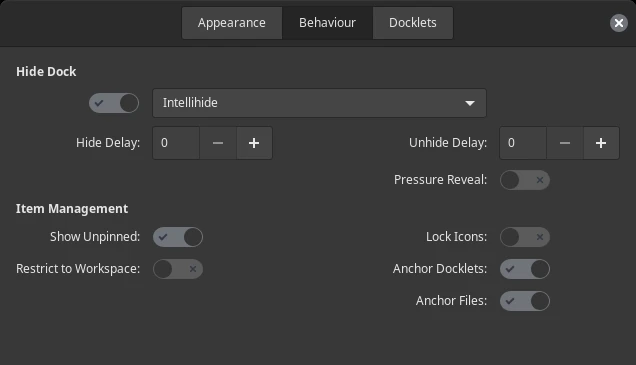 Appearance Behaviour Docklets
Hide Dock
Intellihide
Hide Delay: 0 Unhide Delay: 0
Pressure Reveal:
Item Management
Show Unpinned: Lock Icons:
Restrict to Workspace: Anchor Docklets:
Anchor Files: